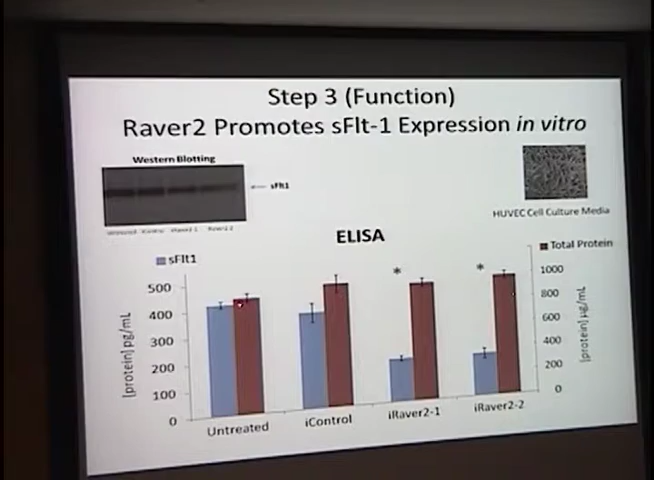 Step 3 (Function)
Raver2 Promotes sFlt-1 Expression in vitro
Western Blotting
sFlt1
HUVEC Cell Culture Media
ELISA
sFlt1
Total Protein
[protein] pg/mL
500
400
300
200
100
0
*
*
1000
800
600
400
200
0
[protein] µg/mL
Untreated
iControl
iRaver2-1
iRaver2-2